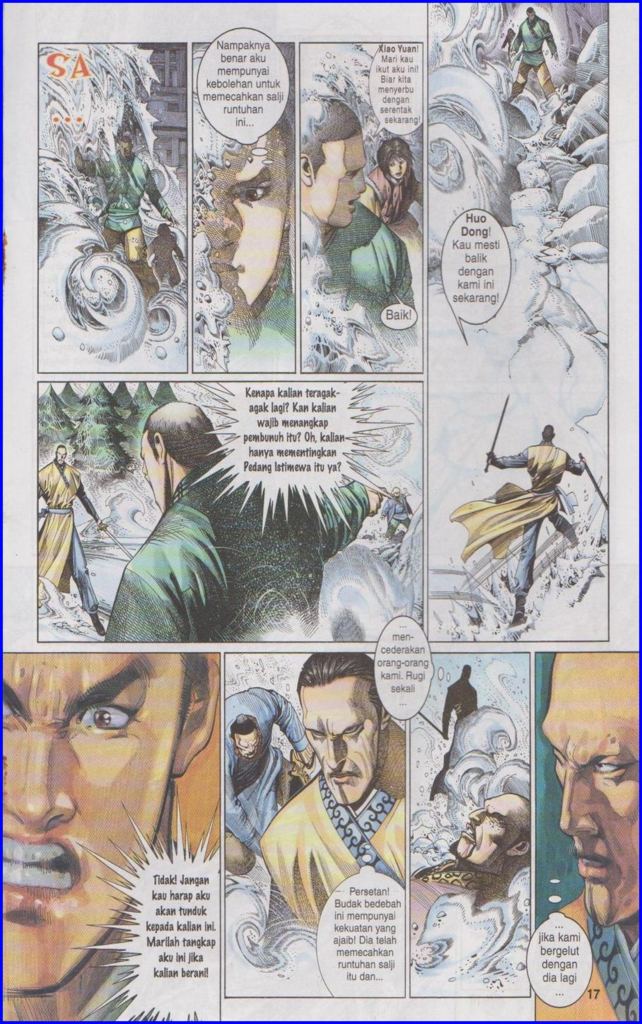 SA
...
Nampaknya
benar aku
mempunyai
kebolehan untuk
memecahkan salji
runtuhan
ini...
Xiao Yuan!
Mari kau
ikut aku ini!
Biar kita
menyerbu
dengan
serentak
sekarang!
Baik!
Huo
Dong!
Kau mesti
balik
dengan
kami ini
sekarang!
Kenapa kalian teragak-
agak lagi? Kan kalian
wajib menangkap
pembunuh itu? Oh, kalian
hanya mementingkan
Pedang Istimewa itu ya?
Tidak! Jangan
kau harap aku
akan tunduk
kepada kalian ini.
Marilah tangkap
aku ini jika
kalian berani!
... Persetan!
Budak bedebah
ini mempunyai
kekuatan yang
ajaib! Dia telah
memecahkan
runtuhan salji
itu dan...
...
men-
cederakan
orang-orang
kami. Rugi
sekali
...
...
jika kami
bergelut
dengan
dia lagi
...
17